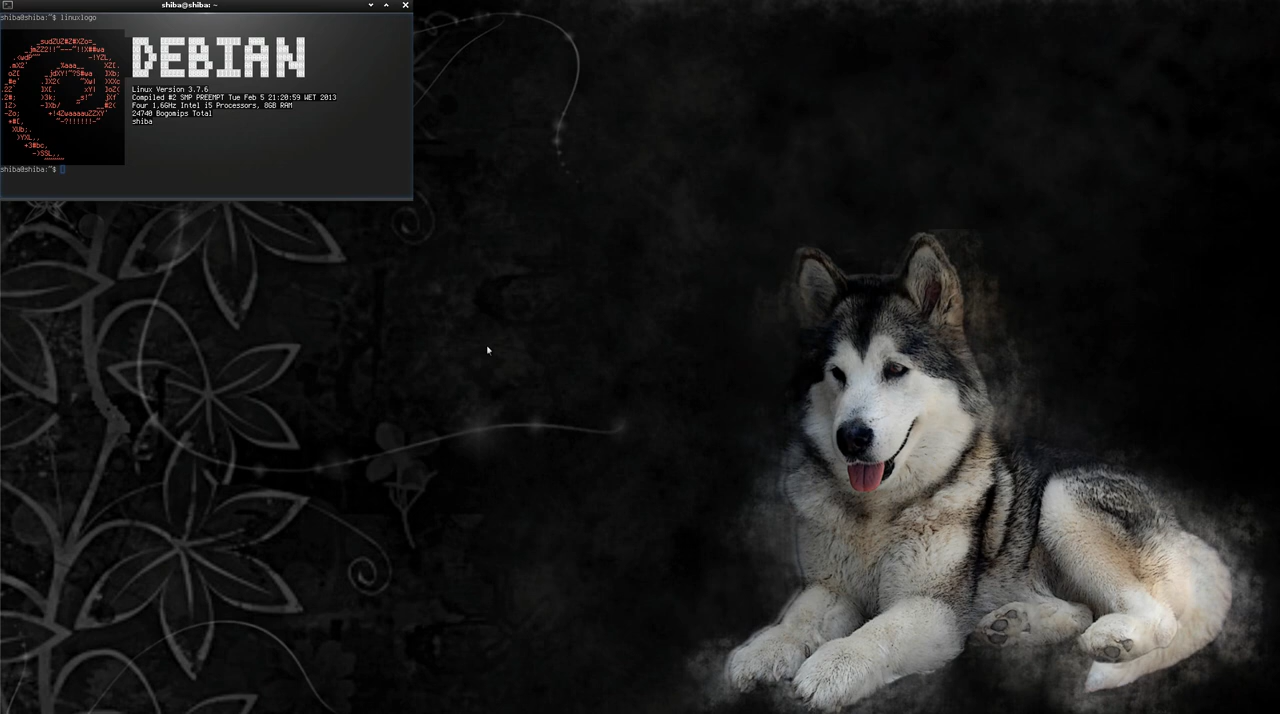 shiba@shiba: ~
shiba@shiba:~$ linuxlogo
DEBIAN
Linux Version 3.7.6
Compiled #2 SMP PREEMPT Tue Feb 5 21:20:59 WET 2013
Four 1,6GHz Intel i5 Processors, 8GB RAM
24740 Bogomips Total
shiba
shiba@shiba:~$